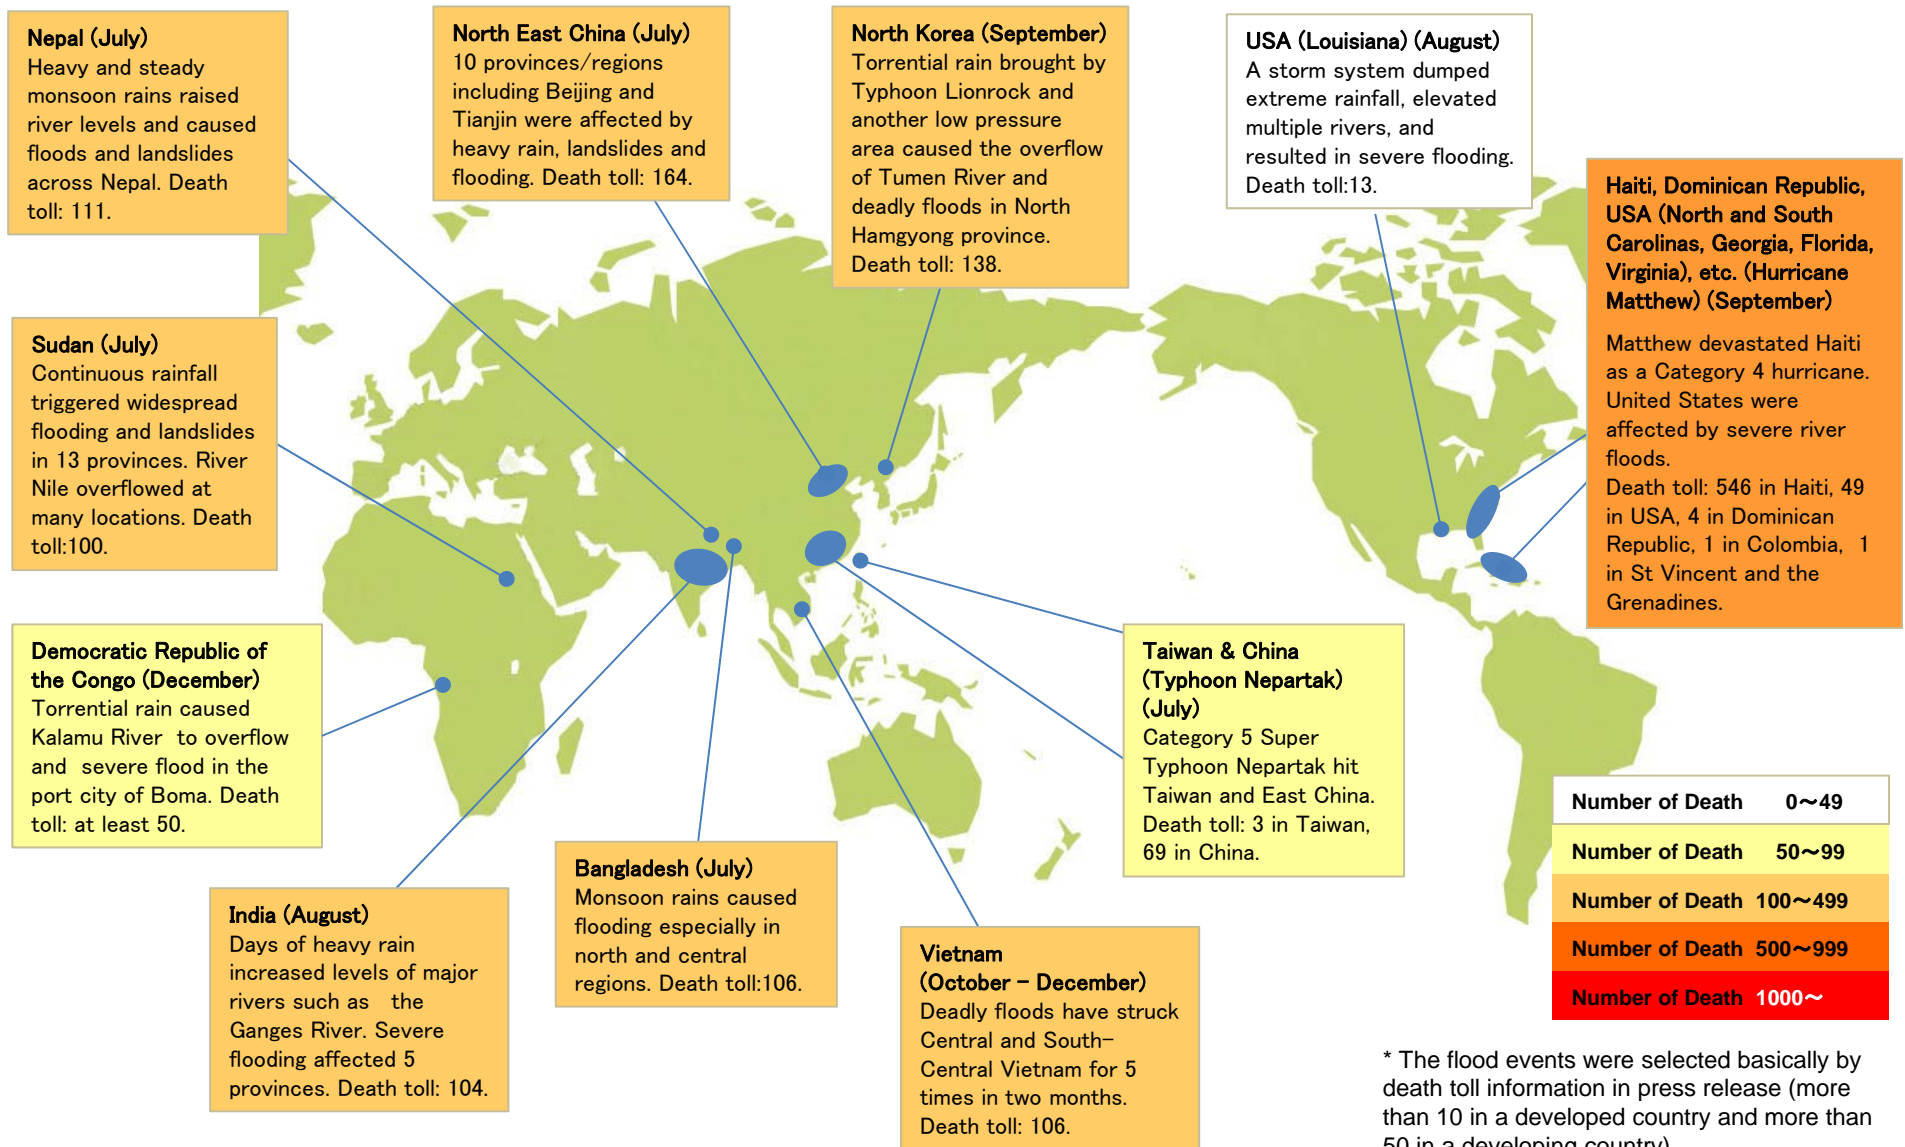 Nepal (July)
Heavy and steady
monsoon rains raised
river levels and caused
floods and landslides
across Nepal. Death
toll: 111.
North East China (July)
10 provinces/regions
including Beijing and
Tianjin were affected by
heavy rain, landslides and
flooding. Death toll: 164.
North Korea (September)
Torrential rain brought by
Typhoon Lionrock and
another low pressure
area caused the overflow
of Tumen River and
deadly floods in North
Hamgyong province.
Death toll: 138.
USA (Louisiana) (August)
A storm system dumped
extreme rainfall, elevated
multiple rivers, and
resulted in severe flooding.
Death toll:13.
Haiti, Dominican Republic,
USA (North and South
Carolinas, Georgia, Florida,
Virginia), etc. (Hurricane
Matthew) (September)
Matthew devastated Haiti
as a Category 4 hurricane.
United States were
affected by severe river
floods.
Death toll: 546 in Haiti, 49
in USA, 4 in Dominican
Republic, 1 in Colombia, 1
in St Vincent and the
Grenadines.
Sudan (July)
Continuous rainfall
triggered widespread
flooding and landslides
in 13 provinces. River
Nile overflowed at
many locations. Death
toll:100.
Democratic Republic of
the Congo (December)
Torrential rain caused
Kalamu River to overflow
and severe flood in the
port city of Boma. Death
toll: at least 50.
Taiwan & China
(Typhoon Nepartak)
(July)
Category 5 Super
Typhoon Nepartak hit
Taiwan and East China.
Death toll: 3 in Taiwan,
69 in China.
India (August)
Days of heavy rain
increased levels of major
rivers such as the
Ganges River. Severe
flooding affected 5
provinces. Death toll: 104.
Bangladesh (July)
Monsoon rains caused
flooding especially in
north and central
regions. Death toll:106.
Vietnam
(October - December)
Deadly floods have struck
Central and South-
Central Vietnam for 5
times in two months.
Death toll: 106.
Number of Death 0～49
Number of Death 50～99
Number of Death 100～499
Number of Death 500～999
Number of Death 1000～
* The flood events were selected basically by
death toll information in press release (more
than 10 in a developed country and more than
50 in a developing country)